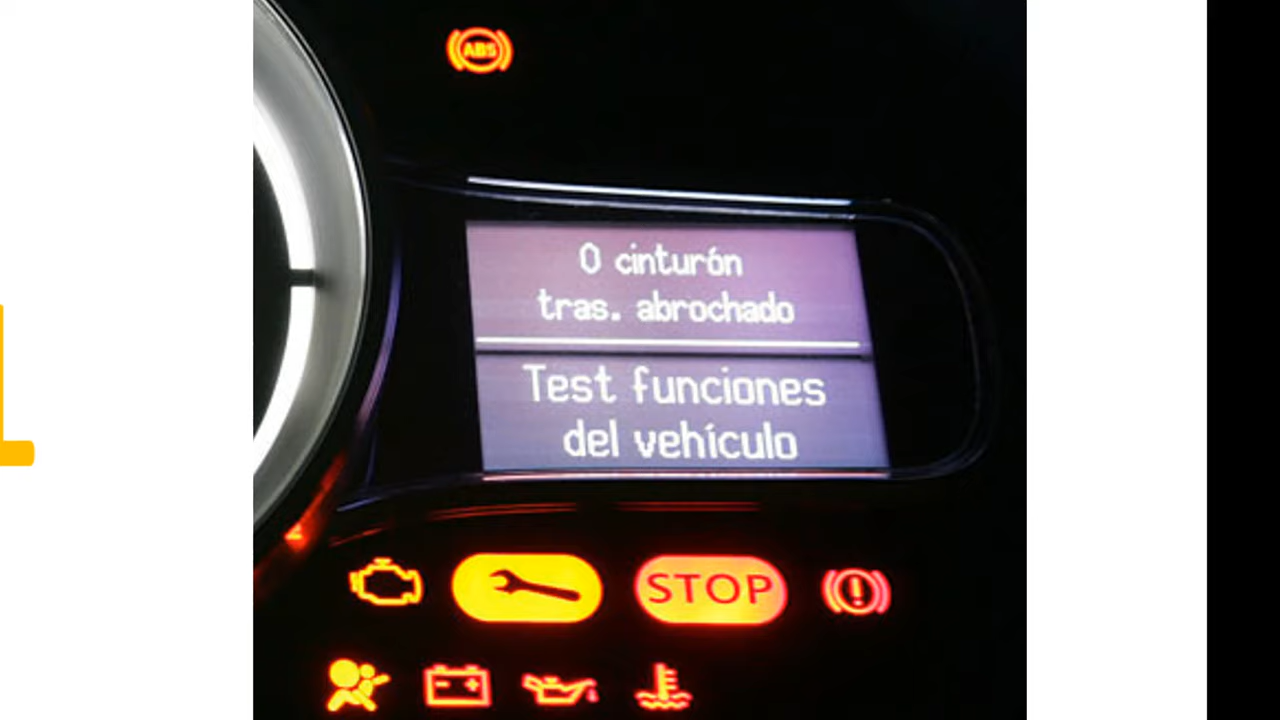 ABS
0 cinturón
tras. abrochado
Test funciones
del vehículo
STOP